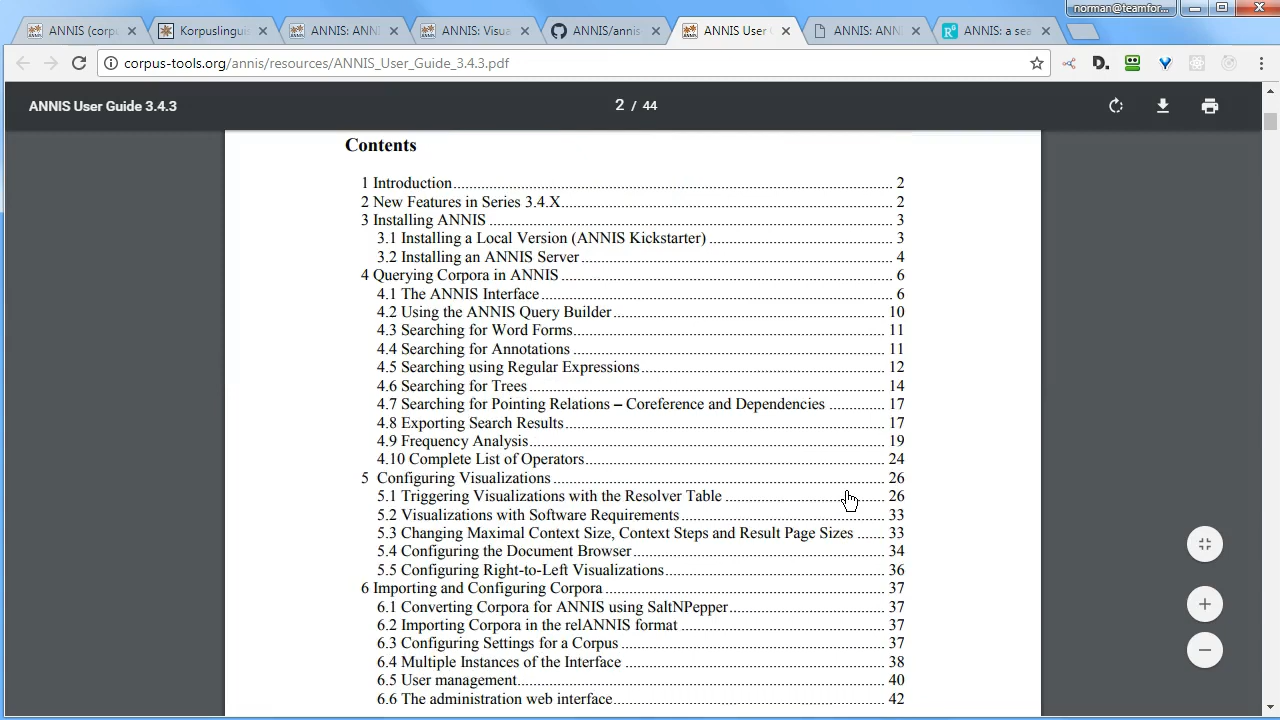 norman@teamfor...
ANNIS (corpu
Korpuslingui
ANNIS: ANN
ANNIS: Visua
ANNIS/annis
ANNIS User G
ANNIS: ANN
ANNIS: a sea
corpus-tools.org/annis/resources/ANNIS_User_Guide_3.4.3.pdf
ANNIS User Guide 3.4.3
2 / 44
Contents
1 Introduction 2
2 New Features in Series 3.4.X 2
3 Installing ANNIS 3
3.1 Installing a Local Version (ANNIS Kickstarter) 3
3.2 Installing an ANNIS Server 4
4 Querying Corpora in ANNIS 6
4.1 The ANNIS Interface 6
4.2 Using the ANNIS Query Builder 10
4.3 Searching for Word Forms 11
4.4 Searching for Annotations 11
4.5 Searching using Regular Expressions 12
4.6 Searching for Trees 14
4.7 Searching for Pointing Relations – Coreference and Dependencies 17
4.8 Exporting Search Results 17
4.9 Frequency Analysis 19
4.10 Complete List of Operators 24
5 Configuring Visualizations 26
5.1 Triggering Visualizations with the Resolver Table 26
5.2 Visualizations with Software Requirements 33
5.3 Changing Maximal Context Size, Context Steps and Result Page Sizes 33
5.4 Configuring the Document Browser 34
5.5 Configuring Right-to-Left Visualizations 36
6 Importing and Configuring Corpora 37
6.1 Converting Corpora for ANNIS using SaltNPepper 37
6.2 Importing Corpora in the relANNIS format 37
6.3 Configuring Settings for a Corpus 37
6.4 Multiple Instances of the Interface 38
6.5 User management 40
6.6 The administration web interface 42